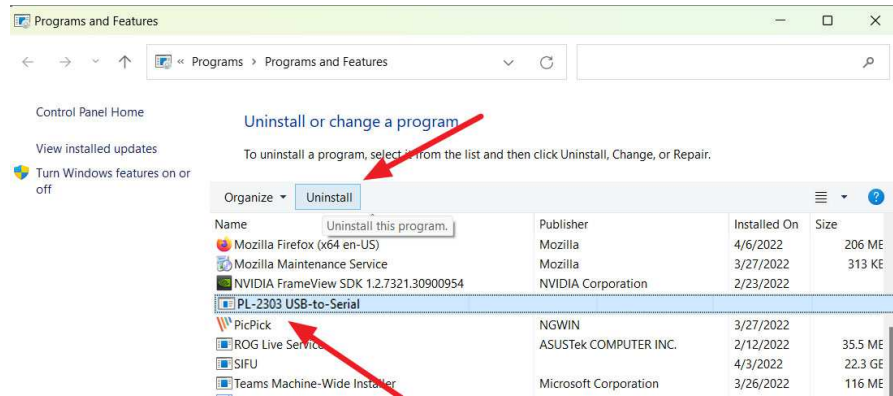 Programs and Features
« Programs > Programs and Features
Control Panel Home
View installed updates
Turn Windows features on or
off
Uninstall or change a program
To uninstall a program, select it from the list and then click Uninstall, Change, or Repair.
Organize Uninstall
?
Uninstall this program.
Name Publisher Installed On Size
Mozilla Firefox (x64 en-US) Mozilla 4/6/2022 206 ME
Mozilla Maintenance Service Mozilla 3/27/2022 313 KE
NVIDIA FrameView SDK 1.2.7321.30900954 NVIDIA Corporation 2/23/2022
PL-2303 USB-to-Serial
PicPick NGWIN 3/27/2022
ROG Live Service ASUSTek COMPUTER INC. 2/12/2022 35.5 ME
SIFU 4/3/2022 22.3 GE
Teams Machine-Wide Installer Microsoft Corporation 3/26/2022 116 ME